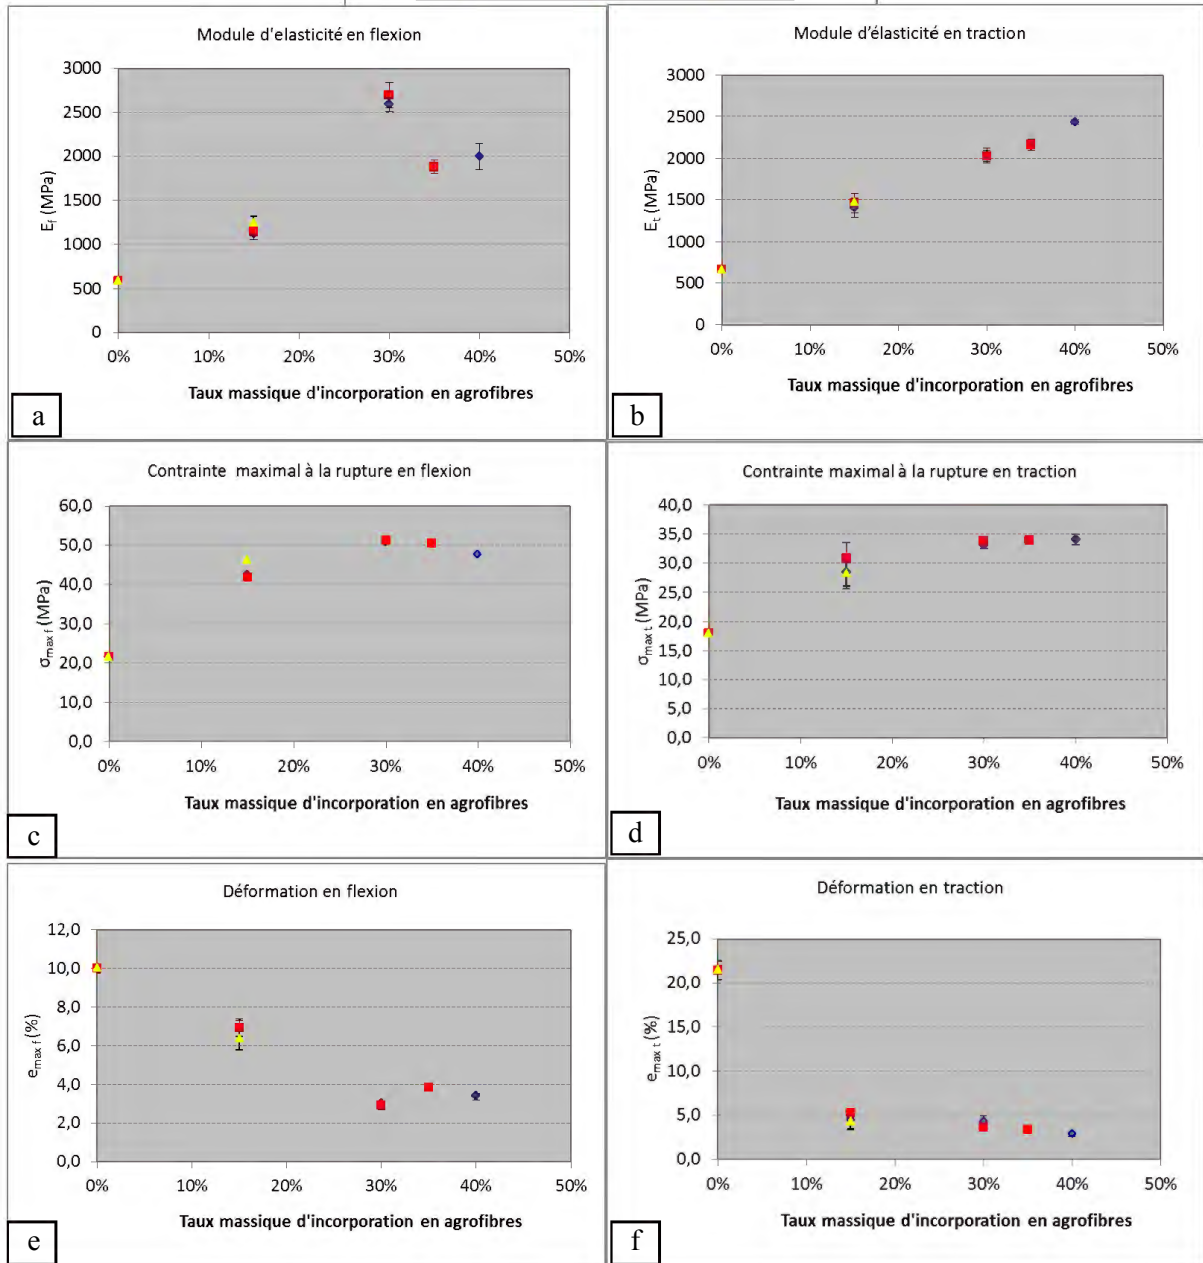 Module d'elasticité en flexion
3000
2500
2000
1500
1000
500
0
E_f (MPa)
0% 10% 20% 30% 40% 50%
Taux massique d'incorporation en agrofibres
a
Module d’élasticité en traction
3000
2500
2000
1500
1000
500
0
E_t (MPa)
0% 10% 20% 30% 40% 50%
Taux massique d'incorporation en agrofibres
b
Contrainte maximal à la rupture en flexion
60,0
50,0
40,0
30,0
20,0
10,0
0,0
σ_max f (MPa)
0% 10% 20% 30% 40% 50%
Taux massique d'incorporation en agrofibres
c
Contrainte maximal à la rupture en traction
40,0
35,0
30,0
25,0
20,0
15,0
10,0
5,0
0,0
σ_max t (MPa)
0% 10% 20% 30% 40% 50%
Taux massique d'incorporation en agrofibres
d
Déformation en flexion
12,0
10,0
8,0
6,0
4,0
2,0
0,0
e_max f (%)
0% 10% 20% 30% 40% 50%
Taux massique d'incorporation en agrofibres
e
Déformation en traction
25,0
20,0
15,0
10,0
5,0
0,0
e_max t (%)
0% 10% 20% 30% 40% 50%
Taux massique d'incorporation en agrofibres
f